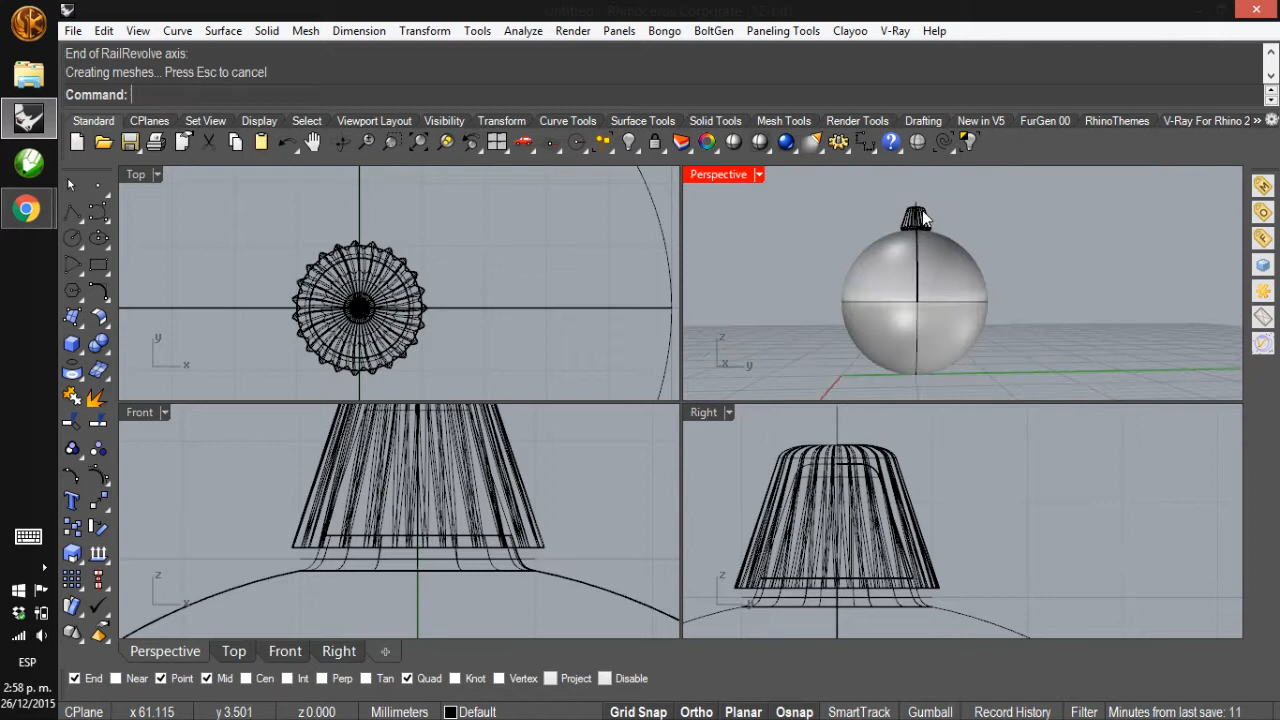 untitled - Rhinoceros Corporate (32-bit)
File Edit View Curve Surface Solid Mesh Dimension Transform Tools Analyze Render Panels Bongo BoltGen Paneling Tools Clayoo V-Ray Help
End of RailRevolve axis:
Creating meshes... Press Esc to cancel
Command:
Standard CPlanes Set View Display Select Viewport Layout Visibility Transform Curve Tools Surface Tools Solid Tools Mesh Tools Render Tools Drafting New in V5 FurGen 00 RhinoThemes V-Ray For Rhino 2 »
Top
Perspective
y
x
z
x y
Front
Right
z
x
z
y
Perspective Top Front Right
End Near Point Mid Cen Int Perp Tan Quad Knot Vertex Project Disable
ESP
2:58 p. m.
26/12/2015
CPlane x 61.115 y 3.501 z 0.000 Millimeters Default Grid Snap Ortho Planar Osnap SmartTrack Gumball Record History Filter Minutes from last save: 11